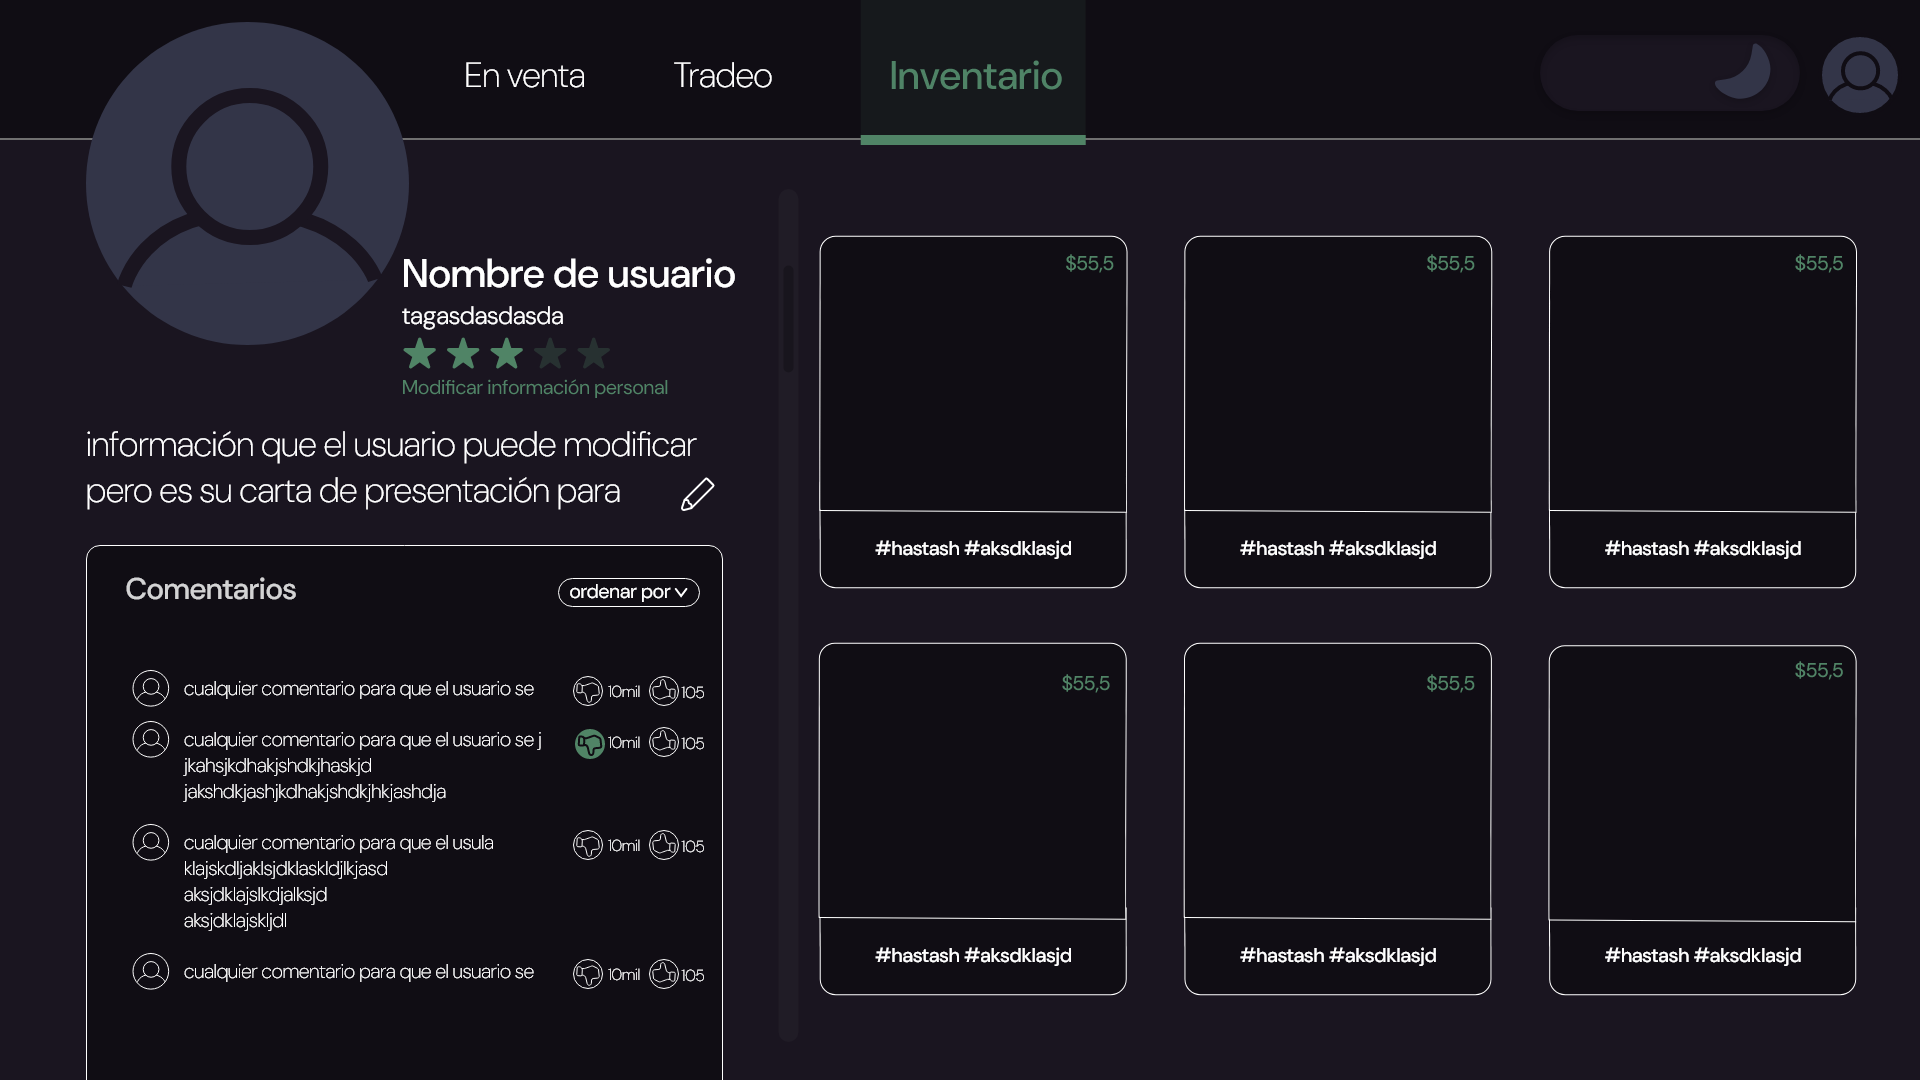 En venta
Tradeo
Inventario
Nombre de usuario
tagasdasdasda
Modificar información personal
información que el usuario puede modificar
pero es su carta de presentación para
Comentarios
ordenar por
cualquier comentario para que el usuario se
10mil
105
cualquier comentario para que el usuario se j
jkahsjkdhakjshdkjhaskjd
jakshdkjashjkdhakjshdkjhkjashdja
10mil
105
cualquier comentario para que el usula
klajskdljaklsjdklaskldjlkjasd
aksjdklajslkdjalksjd
aksjdklajskljdl
10mil
105
cualquier comentario para que el usuario se
10mil
105
$55,5
$55,5
$55,5
#hastash #aksdklasjd
#hastash #aksdklasjd
#hastash #aksdklasjd
$55,5
$55,5
$55,5
#hastash #aksdklasjd
#hastash #aksdklasjd
#hastash #aksdklasjd